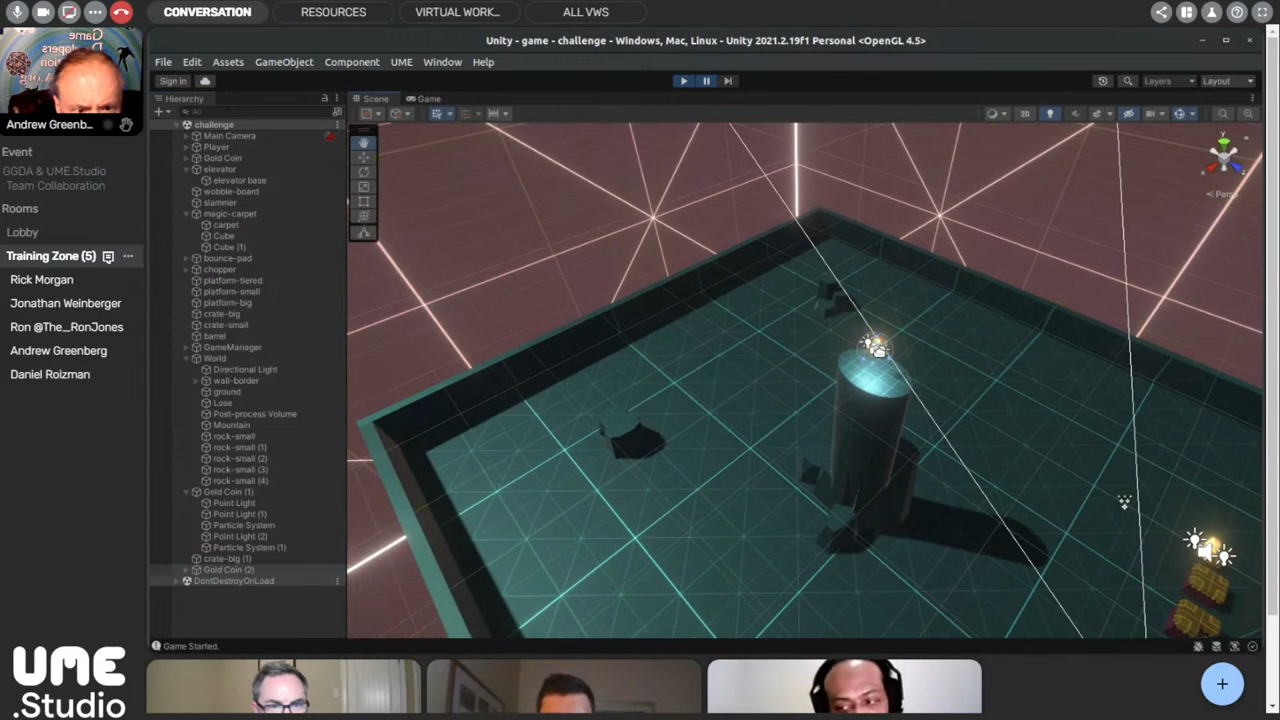 CONVERSATION
RESOURCES
VIRTUAL WORK...
ALL VWS
Andrew Greenb...
Event
GGDA & UME.Studio
Team Collaboration
Rooms
Lobby
Training Zone (5)
Rick Morgan
Jonathan Weinberger
Ron @The_RonJones
Andrew Greenberg
Daniel Roizman
UME
.Studio
Unity - game - challenge - Windows, Mac, Linux - Unity 2021.2.19f1 Personal <OpenGL 4.5>
File Edit Assets GameObject Component UME Window Help
Sign in
Layers
Layout
Hierarchy
All
challenge
Main Camera
Player
Gold Coin
elevator
elevator base
wobble-board
slammer
magic-carpet
carpet
Cube
Cube (1)
bounce-pad
chopper
platform-tiered
platform-small
platform-big
crate-big
crate-small
barrel
GameManager
World
Directional Light
wall-border
ground
Lose
Post-process Volume
Mountain
rock-small
rock-small (1)
rock-small (2)
rock-small (3)
rock-small (4)
Gold Coin (1)
Point Light
Point Light (1)
Particle System
Point Light (2)
Particle System (1)
crate-big (1)
Gold Coin (2)
DontDestroyOnLoad
Scene
Game
2D
y
x
Persp
Game Started.